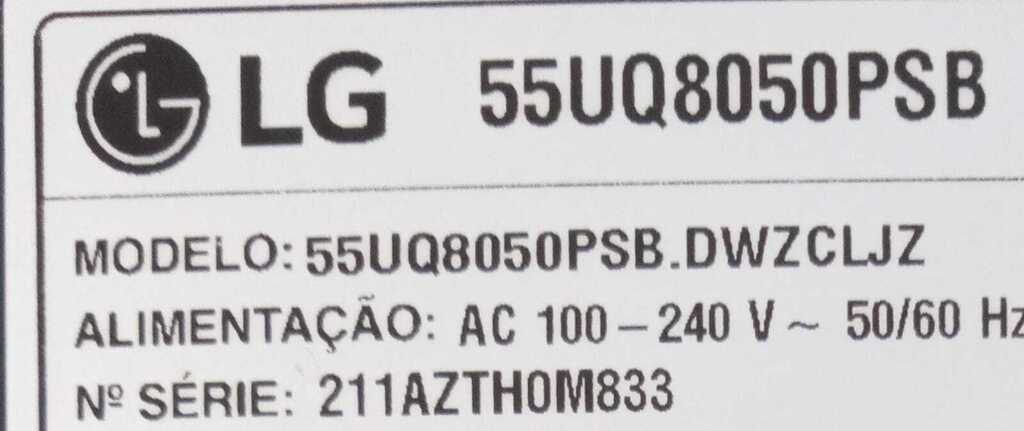 LG 55UQ8050PSB
MODELO: 55UQ8050PSB.DWZCLJZ
ALIMENTAÇÃO: AC 100 – 240 V ~ 50/60 Hz
Nº SÉRIE: 211AZTH0M833